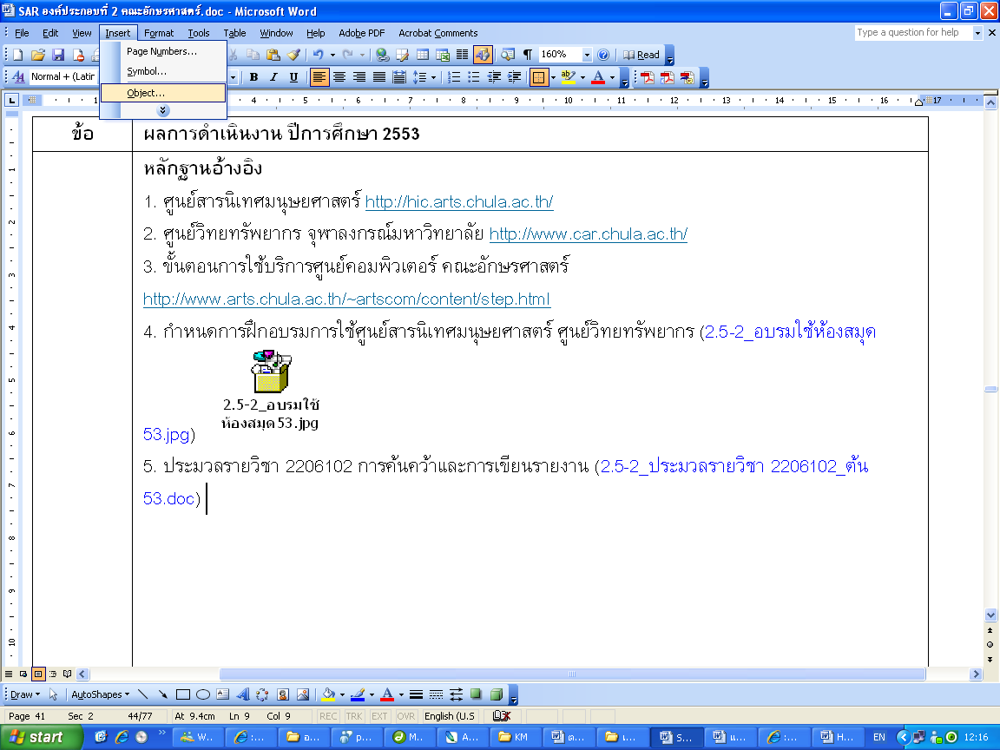 SAR องค์ประกอบที่ 2 คณะอักษรศาสตร์.doc - Microsoft Word
File Edit View Insert Format Tools Table Window Help Adobe PDF Acrobat Comments
Type a question for help
Page Numbers...
Symbol...
Object...
160%
Read
Normal + (Latin
B I U
1 4 5 6 7 8 9 10 11 12 13 14 15 16 17
ข้อ
ผลการดำเนินงาน ปีการศึกษา 2553
หลักฐานอ้างอิง
1. ศูนย์สารนิเทศมนุษยศาสตร์ http://hic.arts.chula.ac.th/
2. ศูนย์วิทยทรัพยากร จุฬาลงกรณ์มหาวิทยาลัย http://www.car.chula.ac.th/
3. ขั้นตอนการใช้บริการศูนย์คอมพิวเตอร์ คณะอักษรศาสตร์
http://www.arts.chula.ac.th/~artscom/content/step.html
4. กำหนดการฝึกอบรมการใช้ศูนย์สารนิเทศมนุษยศาสตร์ ศูนย์วิทยทรัพยากร (2.5-2_อบรมใช้ห้องสมุด
2.5-2_อบรมใช้
ห้องสมุด53.jpg
53.jpg)
5. ประมวลรายวิชา 2206102 การค้นคว้าและการเขียนรายงาน (2.5-2_ประมวลรายวิชา 2206102_ต้น
53.doc)
Draw AutoShapes
Page 41 Sec 2 44/77 At 9.4cm Ln 9 Col 9 REC TRK EXT OVR English (U.S
start W... :... อ... p... M... A... KM ต... เ... S... แ... :... H... EN 12:16